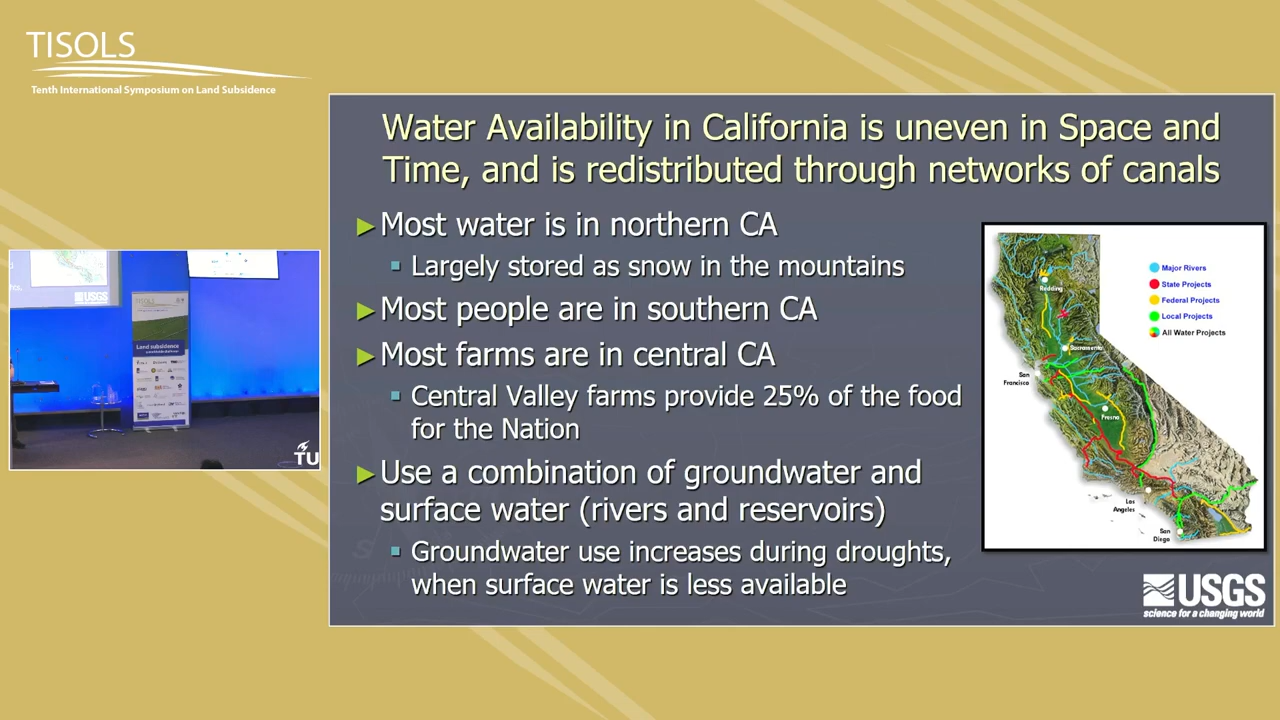 TISOLS
Tenth International Symposium on Land Subsidence
Water Availability in California is uneven in Space and
Time, and is redistributed through networks of canals
Most water is in northern CA
Largely stored as snow in the mountains
Most people are in southern CA
Most farms are in central CA
Central Valley farms provide 25% of the food
for the Nation
Use a combination of groundwater and
surface water (rivers and reservoirs)
Groundwater use increases during droughts,
when surface water is less available
Major Rivers
State Projects
Federal Projects
Local Projects
All Water Projects
Redding
Sacramento
San
Francisco
Fresno
Los
Angeles
San
Diego
USGS
science for a changing world
USGS
TISOLS
Land subsidence
TU